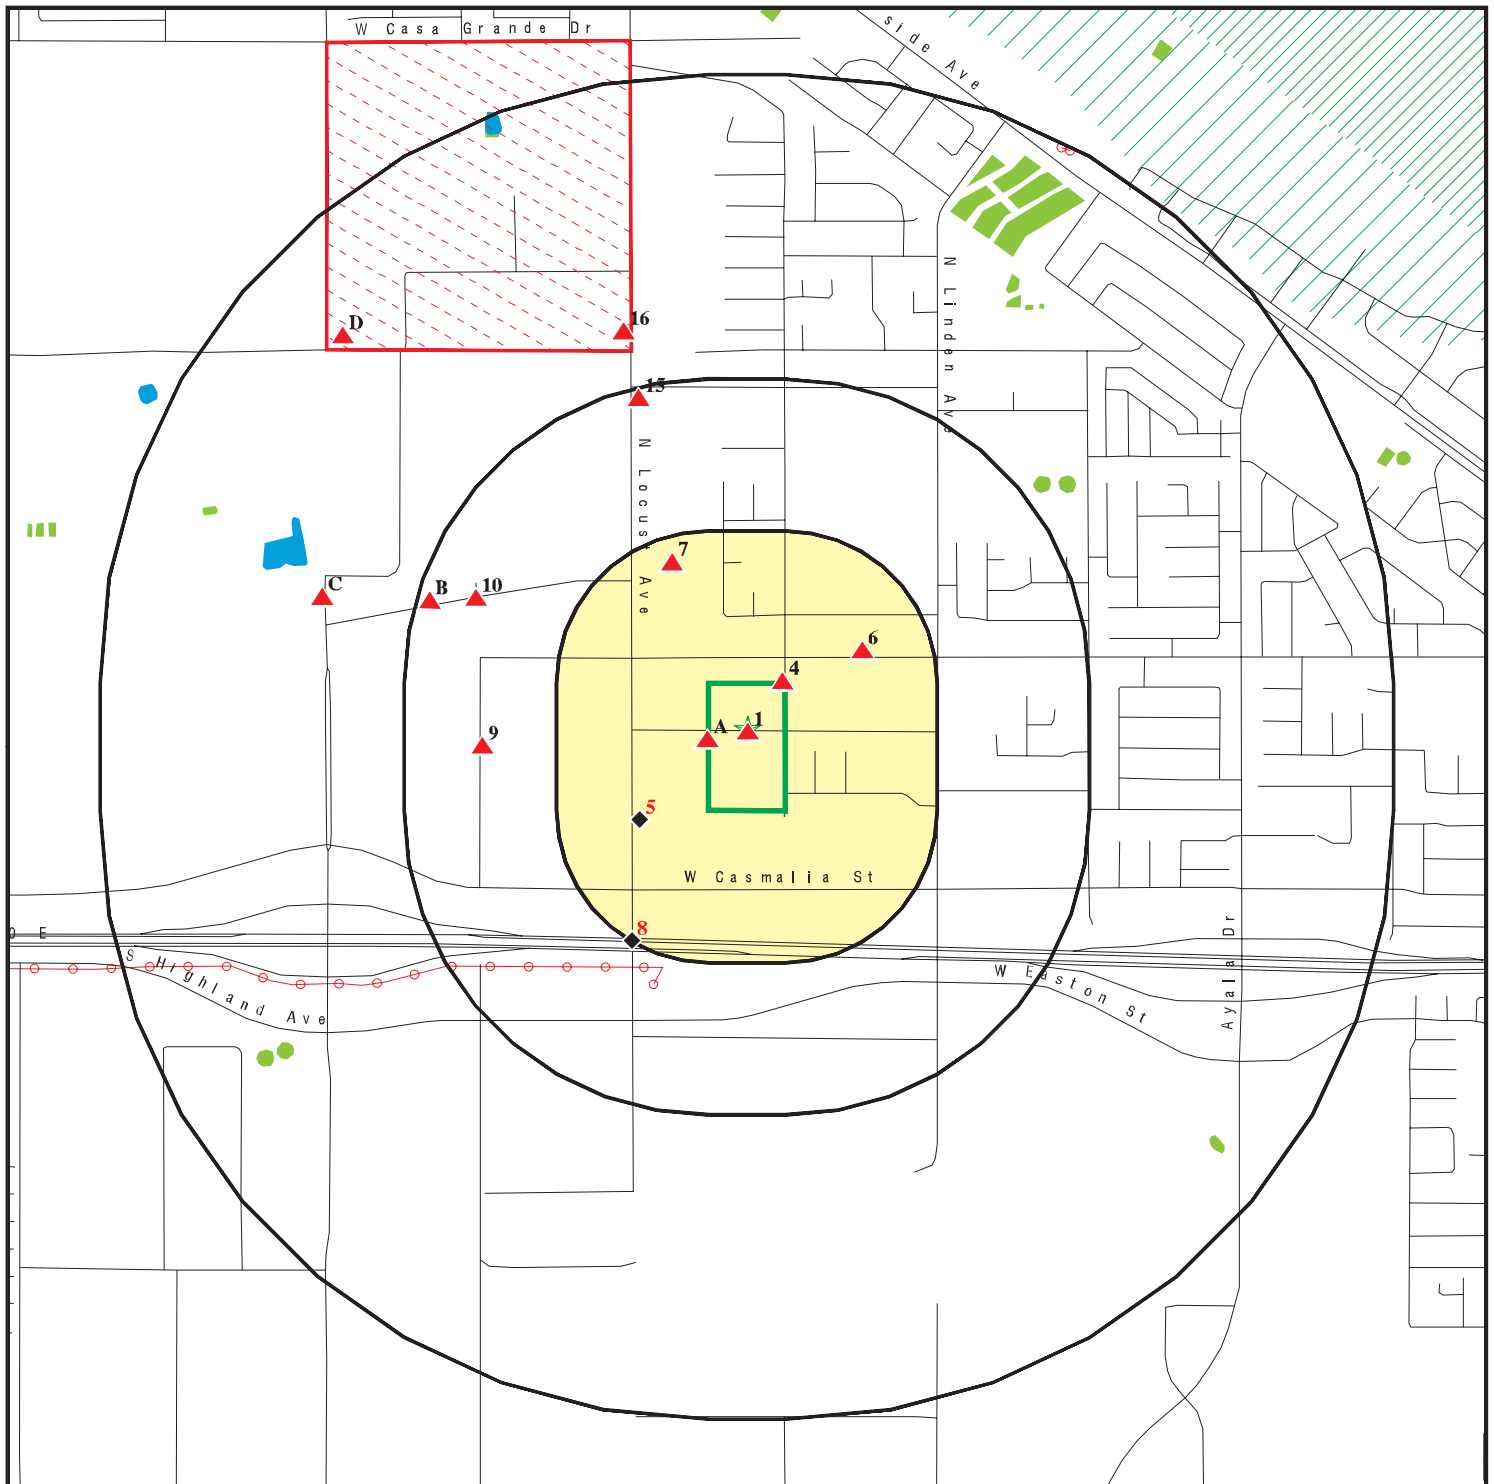 W Casa Grande Dr
side Ave
D
16
N Linden Ave
15
N Locust Ave
7
C
B
10
6
4
A
1
9
5
W Casmalia St
8
O E
S Highland Ave
W Easton St
Ayala Dr